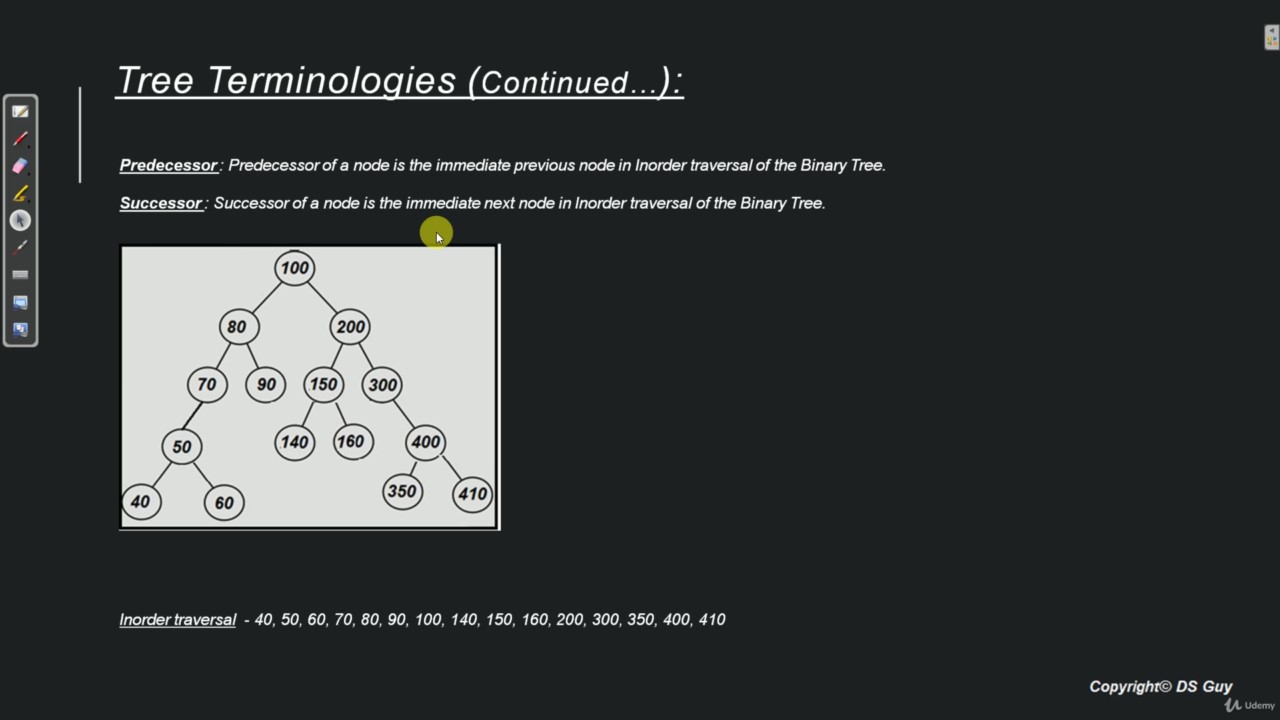 Tree Terminologies (Continued...):
Predecessor : Predecessor of a node is the immediate previous node in Inorder traversal of the Binary Tree.
Successor : Successor of a node is the immediate next node in Inorder traversal of the Binary Tree.
100
80 200
70 90 150 300
50 140 160 400
40 60 350 410
Inorder traversal - 40, 50, 60, 70, 80, 90, 100, 140, 150, 160, 200, 300, 350, 400, 410
Copyright© DS Guy
Udemy